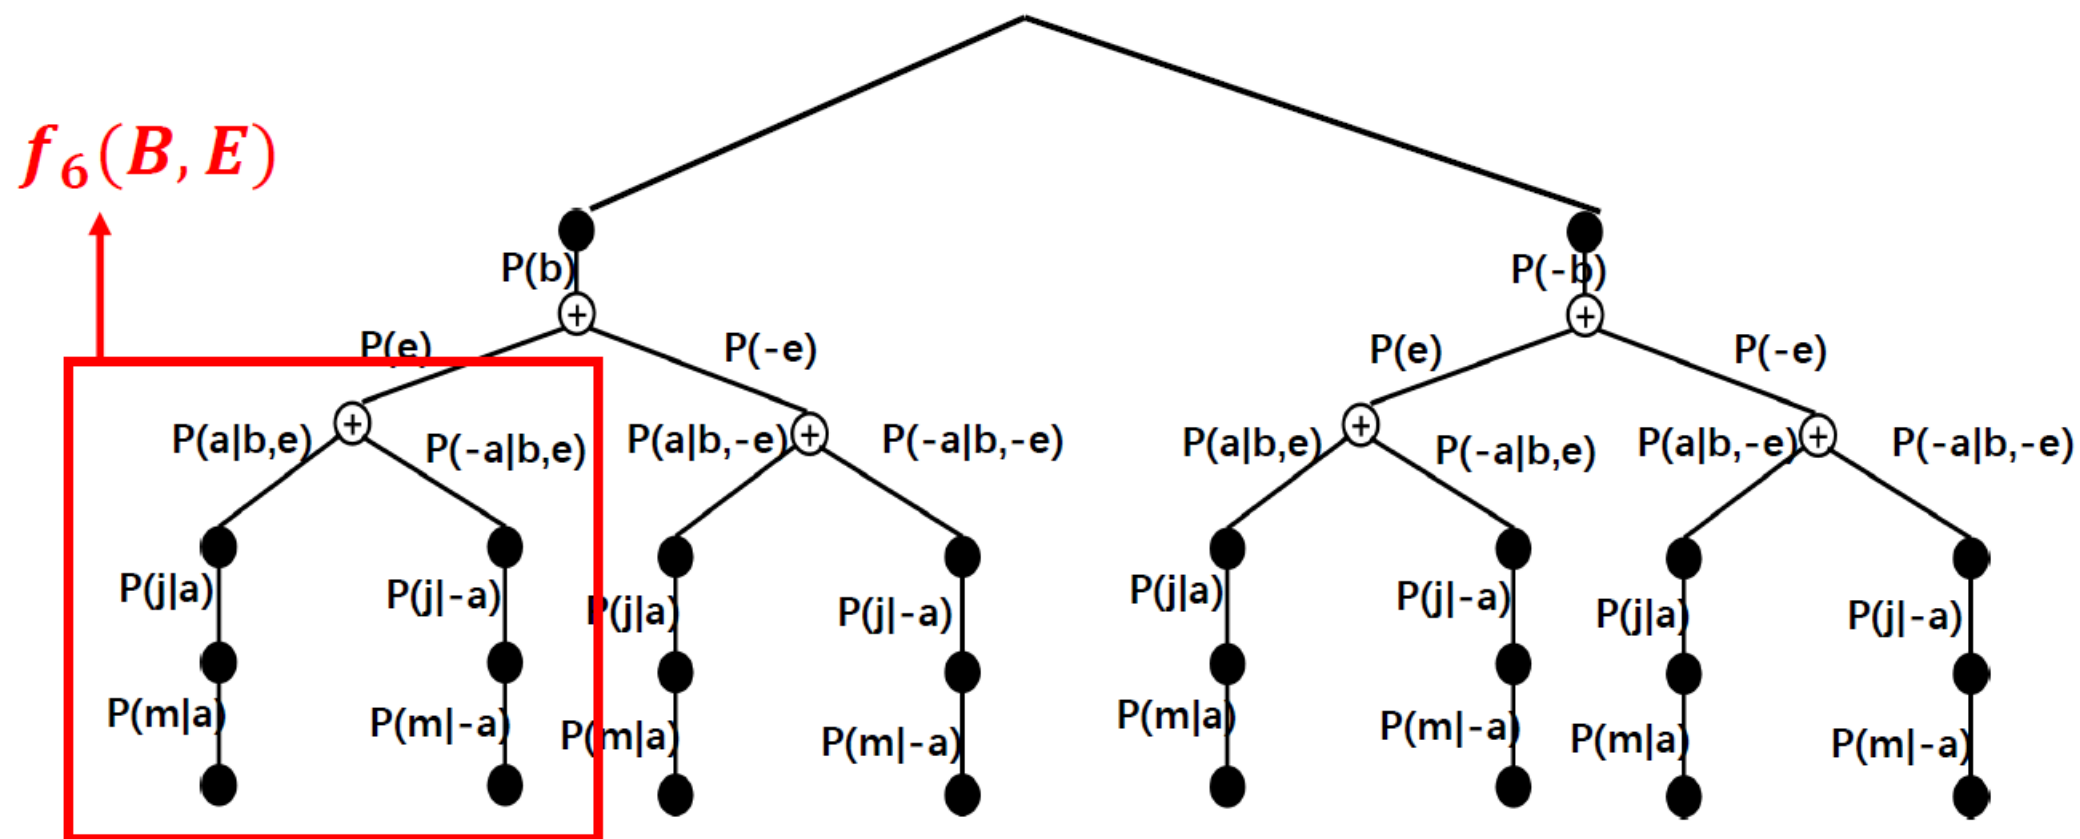 f₆(B, E)
P(b) P(-b)
+ +
P(e) P(-e) P(e) P(-e)
+ + + +
P(a|b,e) P(-a|b,e) P(a|b,-e) P(-a|b,-e) P(a|b,e) P(-a|b,e) P(a|b,-e) P(-a|b,-e)
P(j|a) P(j|-a) P(j|a) P(j|-a) P(j|a) P(j|-a) P(j|a) P(j|-a)
P(m|a) P(m|-a) P(m|a) P(m|-a) P(m|a) P(m|-a) P(m|a) P(m|-a)